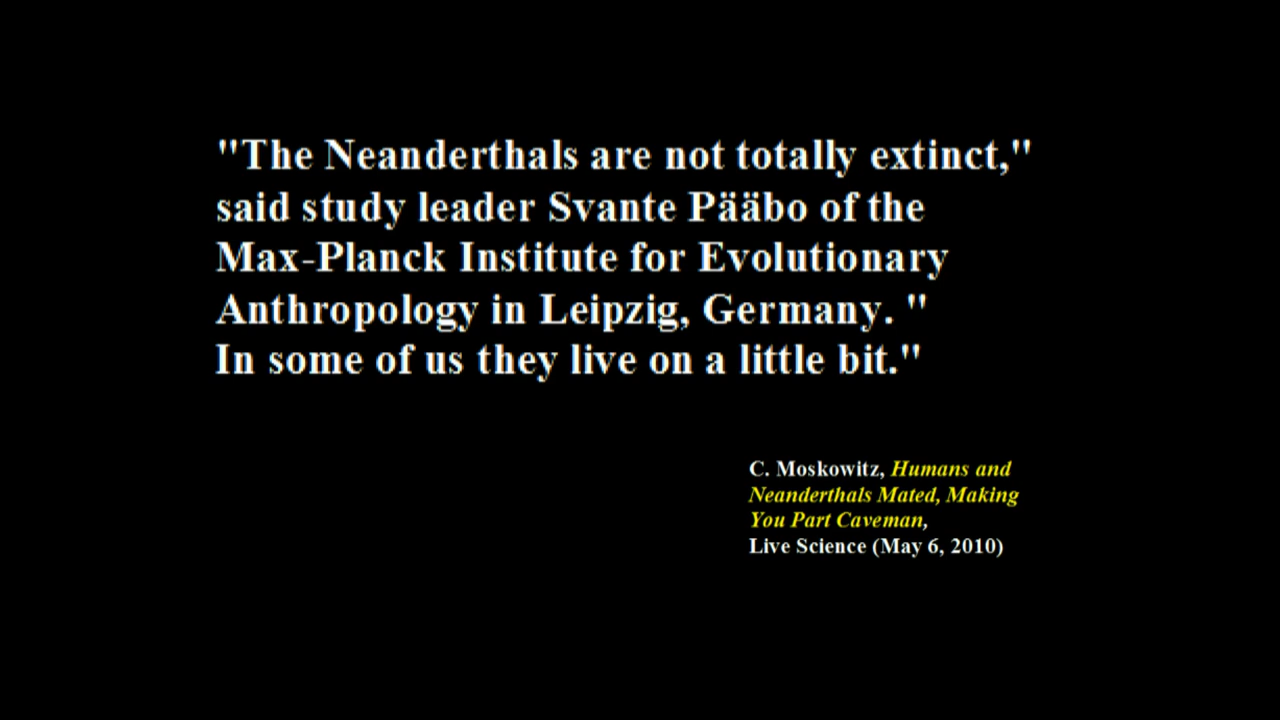 "The Neanderthals are not totally extinct,"
said study leader Svante Pääbo of the
Max-Planck Institute for Evolutionary
Anthropology in Leipzig, Germany. "
In some of us they live on a little bit."
C. Moskowitz, Humans and
Neanderthals Mated, Making
You Part Caveman,
Live Science (May 6, 2010)